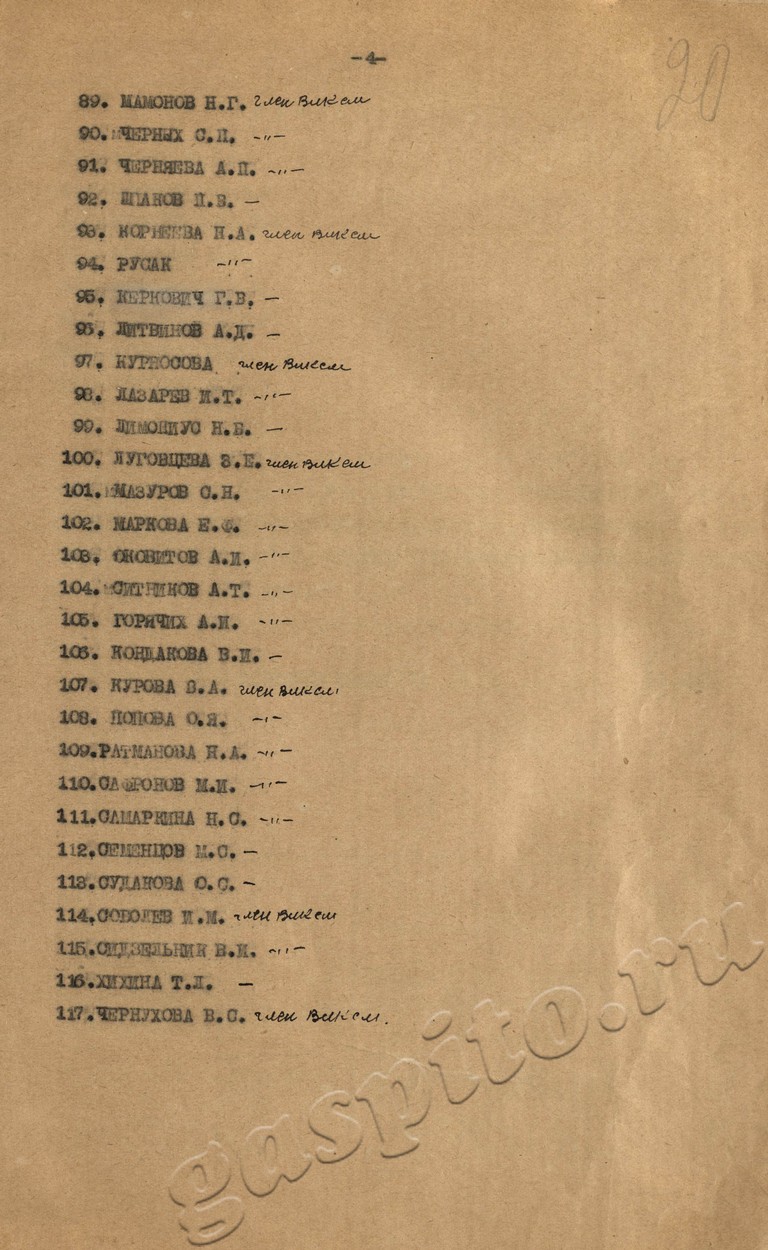 -4-
20
89. МАМОНОВ Н.Г. член ВЛКСМ
90. ЧЕРНЫХ С.П. -"-
91. ЧЕРНЯЕВА А.П. -"-
92. ШПАКОВ П.В. -
93. КОРНЕЕВА Н.А. член ВЛКСМ
94. РУСАК -"-
95. КЕРКОВИЧ Г.В. -
96. ЛИТВИНОВ А.Д. -
97. КУРНОСОВА член ВЛКСМ
98. ЛАЗАРЕВ И.Т. -"-
99. ЛИМОНИУС Н.В. -
100. ЛУГОВЦЕВА З.Е. член ВЛКСМ
101. МАЗУРОВ С.Н. -"-
102. МАРКОВА Е.Ф. -"-
103. ОКОВИТОВ А.И. -"-
104. СИТНИКОВ А.Т. -"-
105. ГОРЯЧИХ А.И. -"-
106. КОНДАКОВА В.И. -
107. КУРОВА З.А. член ВЛКСМ
108. ПОПОВА О.Я. -"-
109. РАТМАНОВА Н.А. -"-
110. САФРОНОВ М.И. -"-
111. САМАРКИНА Н.С. -"-
112. СЕМЕНЦОВ М.С. -
113. СУДАКОВА О.С. -
114. СОБОЛЕВ И.М. член ВЛКСМ
115. СИДЗЕЛЬНИК В.И. -"-
116. ХИХИНА Т.Л. -
117. ЧЕРНУХОВА В.С. член ВЛКСМ.
gaspito.ru